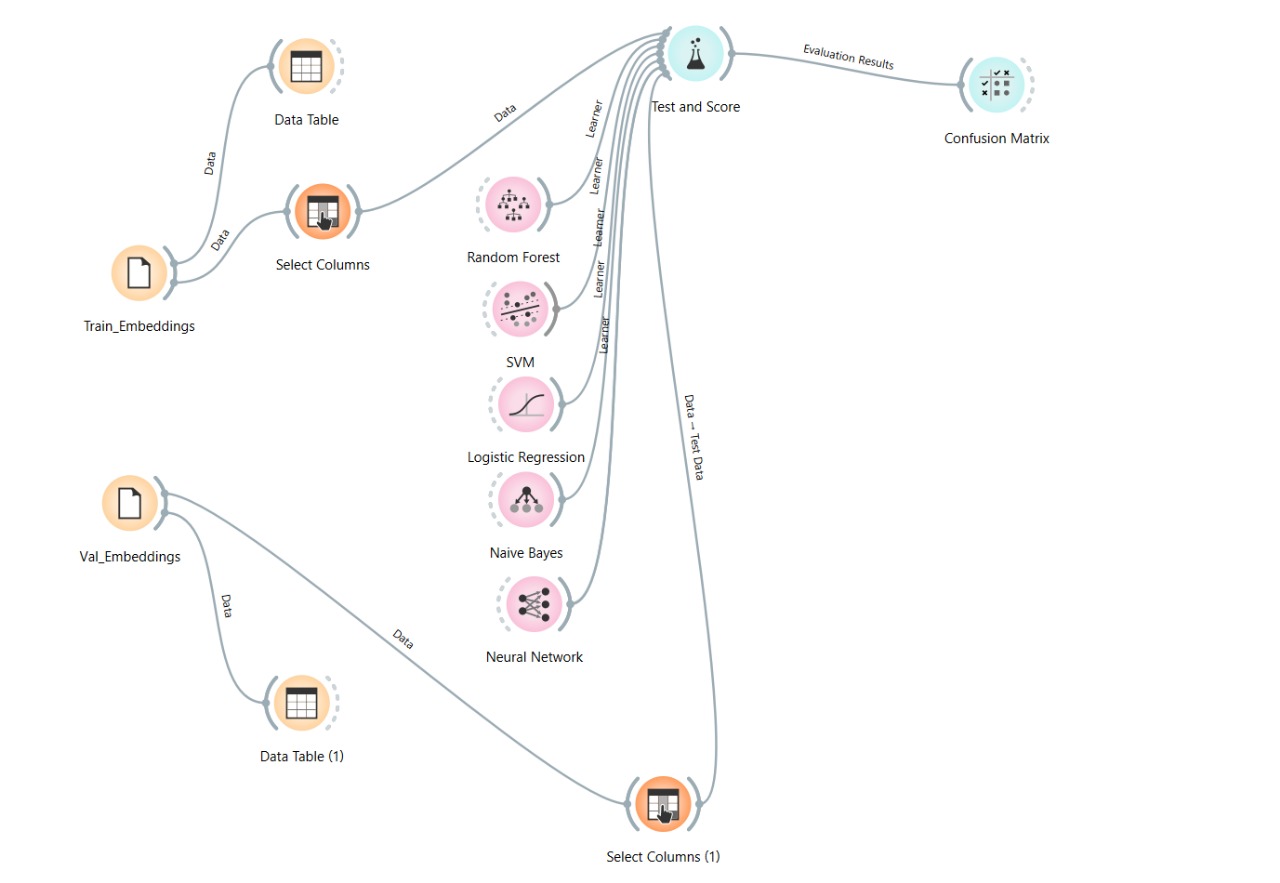 Data Table
Data
Data
Select Columns
Train_Embeddings
Data
Test and Score
Evaluation Results
Confusion Matrix
Learner
Learner
Learner
Learner
Learner
Random Forest
SVM
Logistic Regression
Naive Bayes
Neural Network
Data → Test Data
Val_Embeddings
Data
Data
Data Table (1)
Select Columns (1)